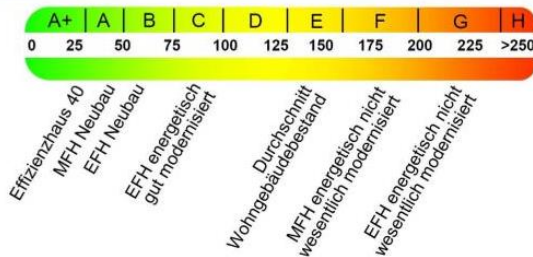 A+ A B C D E F G H
0 25 50 75 100 125 150 175 200 225 >250
Effizienzhaus 40
MFH Neubau
EFH Neubau
EFH energetisch
gut modernisiert
Durchschnitt
Wohngebäudebestand
MFH energetisch nicht
wesentlich modernisiert
EFH energetisch nicht
wesentlich modernisiert